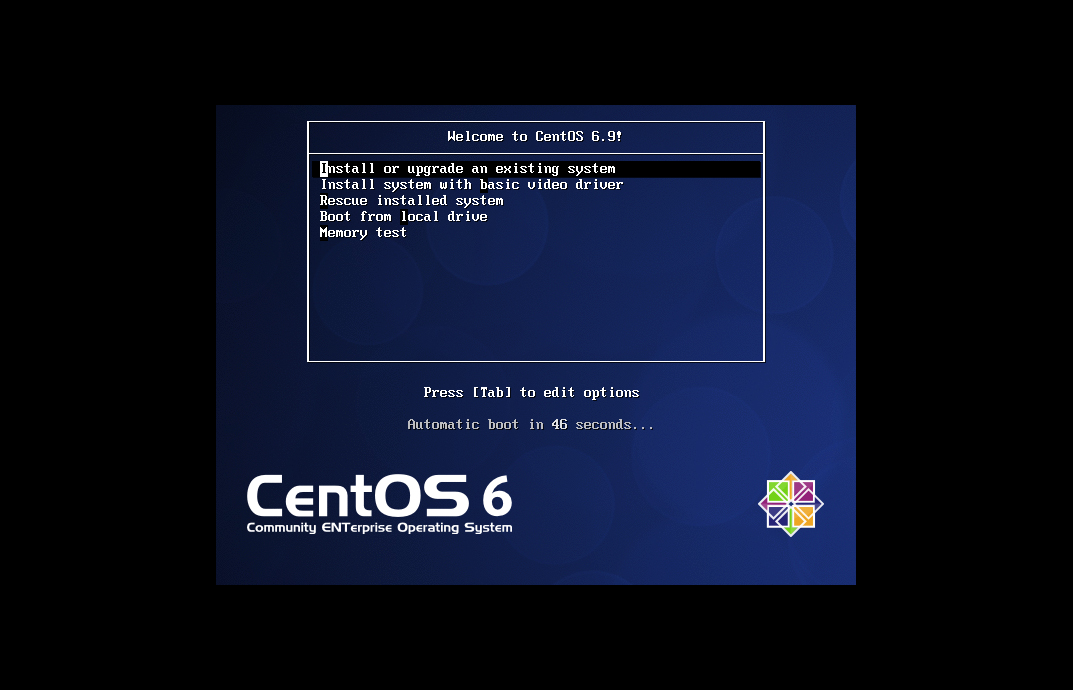 Welcome to CentOS 6.9!
Install or upgrade an existing system
Install system with basic video driver
Rescue installed system
Boot from local drive
Memory test
Press [Tab] to edit options
Automatic boot in 46 seconds...
CentOS 6
Community ENTerprise Operating System